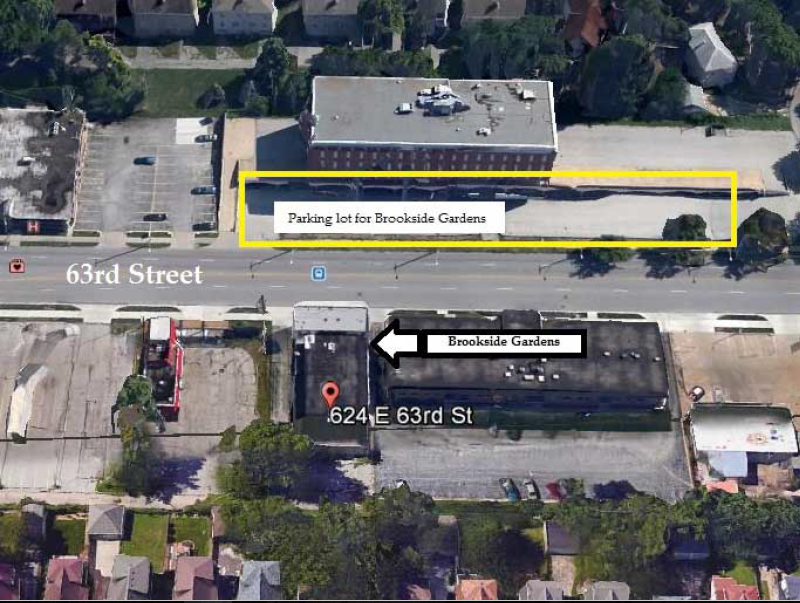 Parking lot for Brookside Gardens
H
63rd Street
Brookside Gardens
624 E 63rd St